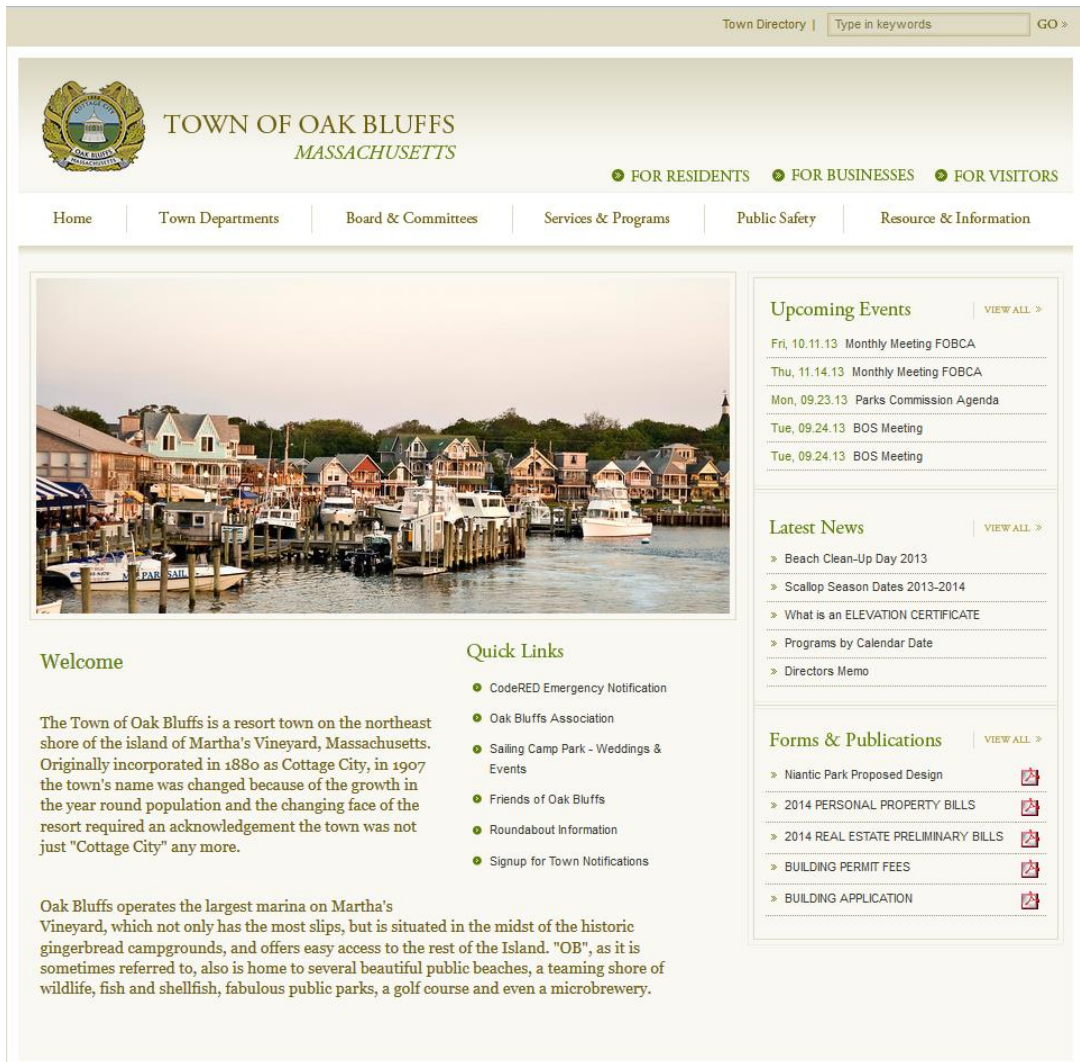 Town Directory | Type in keywords GO »
COTTAGE CITY
OAK BLUFFS
MASSACHUSETTS
TOWN OF OAK BLUFFS
MASSACHUSETTS
FOR RESIDENTS FOR BUSINESSES FOR VISITORS
Home Town Departments Board & Committees Services & Programs Public Safety Resource & Information
PARASAIL
Upcoming Events VIEW ALL »
Fri, 10.11.13 Monthly Meeting FOBCA
Thu, 11.14.13 Monthly Meeting FOBCA
Mon, 09.23.13 Parks Commission Agenda
Tue, 09.24.13 BOS Meeting
Tue, 09.24.13 BOS Meeting
Latest News VIEW ALL »
» Beach Clean-Up Day 2013
» Scallop Season Dates 2013-2014
» What is an ELEVATION CERTIFICATE
» Programs by Calendar Date
» Directors Memo
Forms & Publications VIEW ALL »
» Niantic Park Proposed Design
» 2014 PERSONAL PROPERTY BILLS
» 2014 REAL ESTATE PRELIMINARY BILLS
» BUILDING PERMIT FEES
» BUILDING APPLICATION
Welcome
The Town of Oak Bluffs is a resort town on the northeast
shore of the island of Martha's Vineyard, Massachusetts.
Originally incorporated in 1880 as Cottage City, in 1907
the town's name was changed because of the growth in
the year round population and the changing face of the
resort required an acknowledgement the town was not
just "Cottage City" any more.
Quick Links
CodeRED Emergency Notification
Oak Bluffs Association
Sailing Camp Park - Weddings &
Events
Friends of Oak Bluffs
Roundabout Information
Signup for Town Notifications
Oak Bluffs operates the largest marina on Martha's
Vineyard, which not only has the most slips, but is situated in the midst of the historic
gingerbread campgrounds, and offers easy access to the rest of the Island. "OB", as it is
sometimes referred to, also is home to several beautiful public beaches, a teaming shore of
wildlife, fish and shellfish, fabulous public parks, a golf course and even a microbrewery.